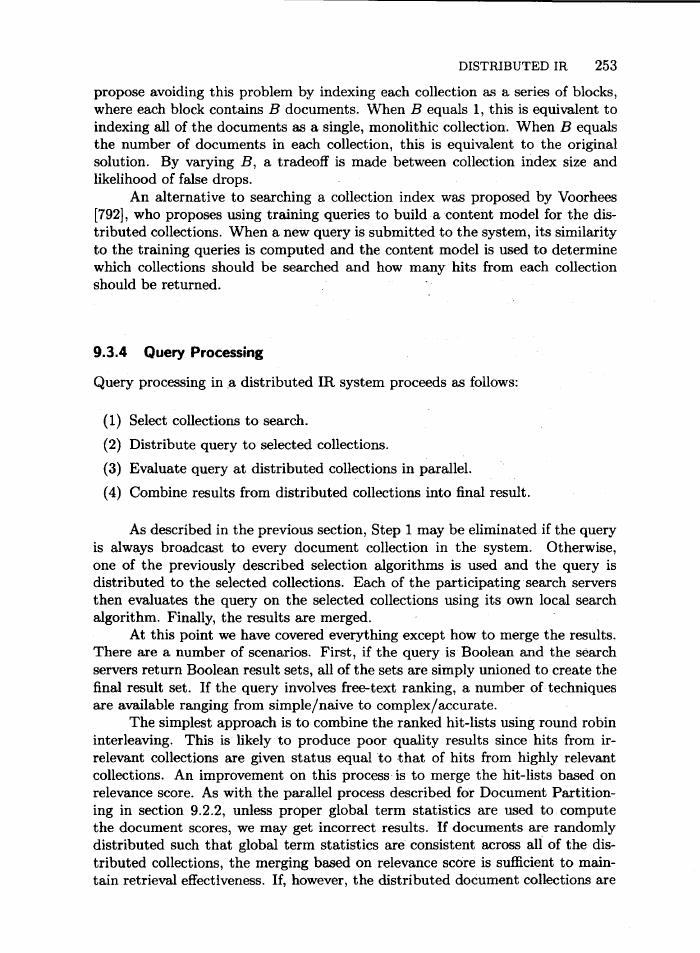 DISTRIBUTED IR 253
propose avoiding this problem by indexing each collection as a series of blocks,
where each block contains B documents. When B equals 1, this is equivalent to
indexing all of the documents as a single, monolithic collection. When B equals
the number of documents in each collection, this is equivalent to the original
solution. By varying B, a tradeoff is made between collection index size and
likelihood of false drops.
An alternative to searching a collection index was proposed by Voorhees
[792], who proposes using training queries to build a content model for the dis-
tributed collections. When a new query is submitted to the system, its similarity
to the training queries is computed and the content model is used to determine
which collections should be searched and how many hits from each collection
should be returned.
9.3.4 Query Processing
Query processing in a distributed IR system proceeds as follows:
(1) Select collections to search.
(2) Distribute query to selected collections.
(3) Evaluate query at distributed collections in parallel.
(4) Combine results from distributed collections into final result.
As described in the previous section, Step 1 may be eliminated if the query
is always broadcast to every document collection in the system. Otherwise,
one of the previously described selection algorithms is used and the query is
distributed to the selected collections. Each of the participating search servers
then evaluates the query on the selected collections using its own local search
algorithm. Finally, the results are merged.
At this point we have covered everything except how to merge the results.
There are a number of scenarios. First, if the query is Boolean and the search
servers return Boolean result sets, all of the sets are simply unioned to create the
final result set. If the query involves free-text ranking, a number of techniques
are available ranging from simple/naive to complex/accurate.
The simplest approach is to combine the ranked hit-lists using round robin
interleaving. This is likely to produce poor quality results since hits from ir-
relevant collections are given status equal to that of hits from highly relevant
collections. An improvement on this process is to merge the hit-lists based on
relevance score. As with the parallel process described for Document Partition-
ing in section 9.2.2, unless proper global term statistics are used to compute
the document scores, we may get incorrect results. If documents are randomly
distributed such that global term statistics are consistent across all of the dis-
tributed collections, the merging based on relevance score is sufficient to main-
tain retrieval effectiveness. If, however, the distributed document collections are